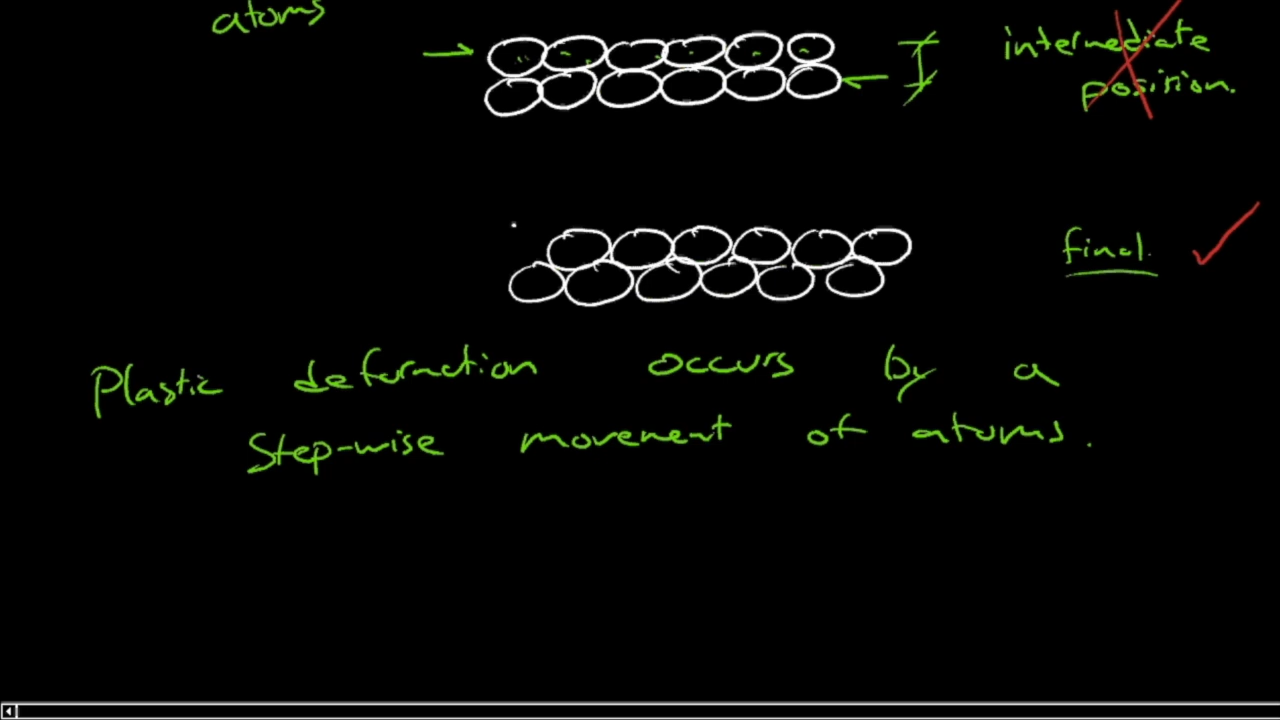 atoms
intermediate
position.
final.
Plastic deformation occurs by a
Step-wise movement of atoms.